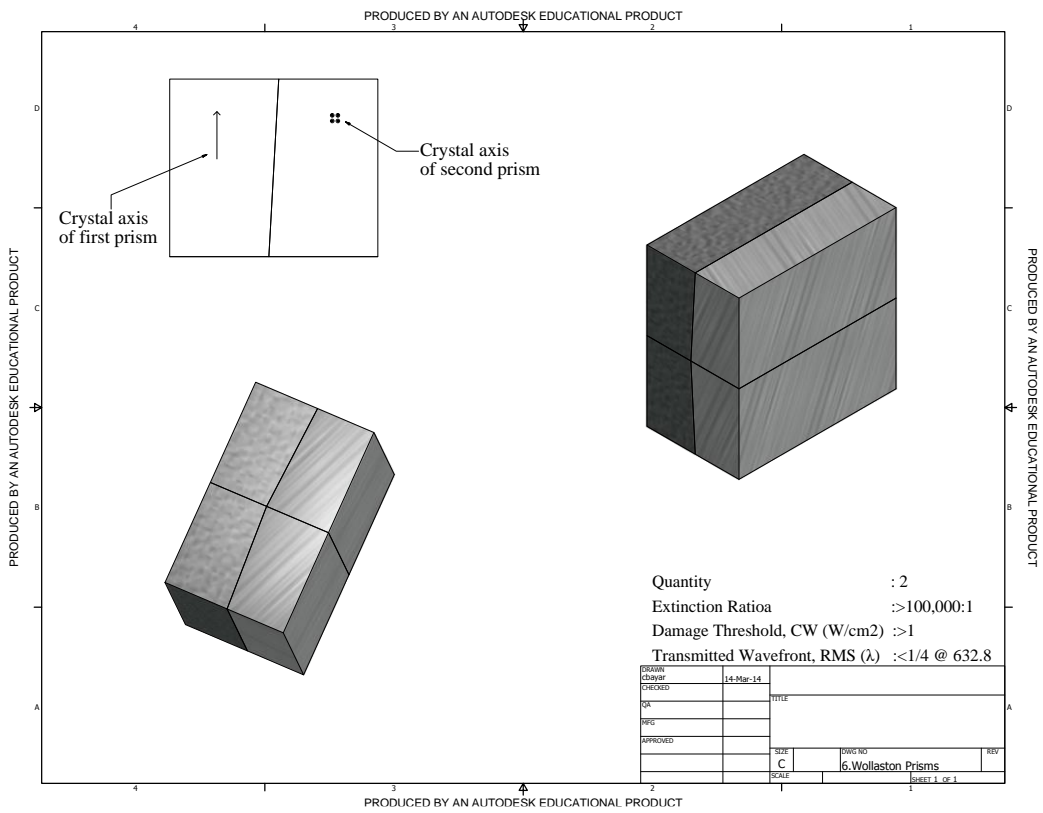 PRODUCED BY AN AUTODESK EDUCATIONAL PRODUCT
4 3 2 1
D D
Crystal axis
of second prism
Crystal axis
of first prism
PRODUCED BY AN AUTODESK EDUCATIONAL PRODUCT
PRODUCED BY AN AUTODESK EDUCATIONAL PRODUCT
C C
B B
Quantity : 2
Extinction Ratioa :>100,000:1
Damage Threshold, CW (W/cm2) :>1
Transmitted Wavefront, RMS (λ) :<1/4 @ 632.8
DRAWN
cbayar 14-Mar-14
CHECKED
TITLE
QA
A A
MFG
APPROVED
SIZE DWG NO REV
C 6.Wollaston Prisms
SCALE SHEET 1 OF 1
4 3 2 1
PRODUCED BY AN AUTODESK EDUCATIONAL PRODUCT